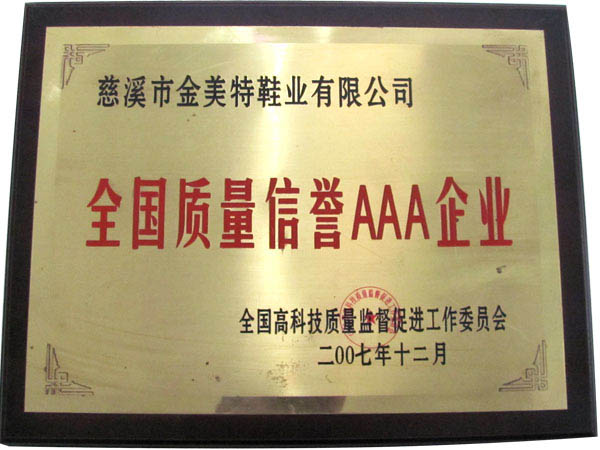 慈溪市金美特鞋业有限公司
全国质量信誉AAA企业
全国高科技质量监督促进工作委员会
二00七年十二月